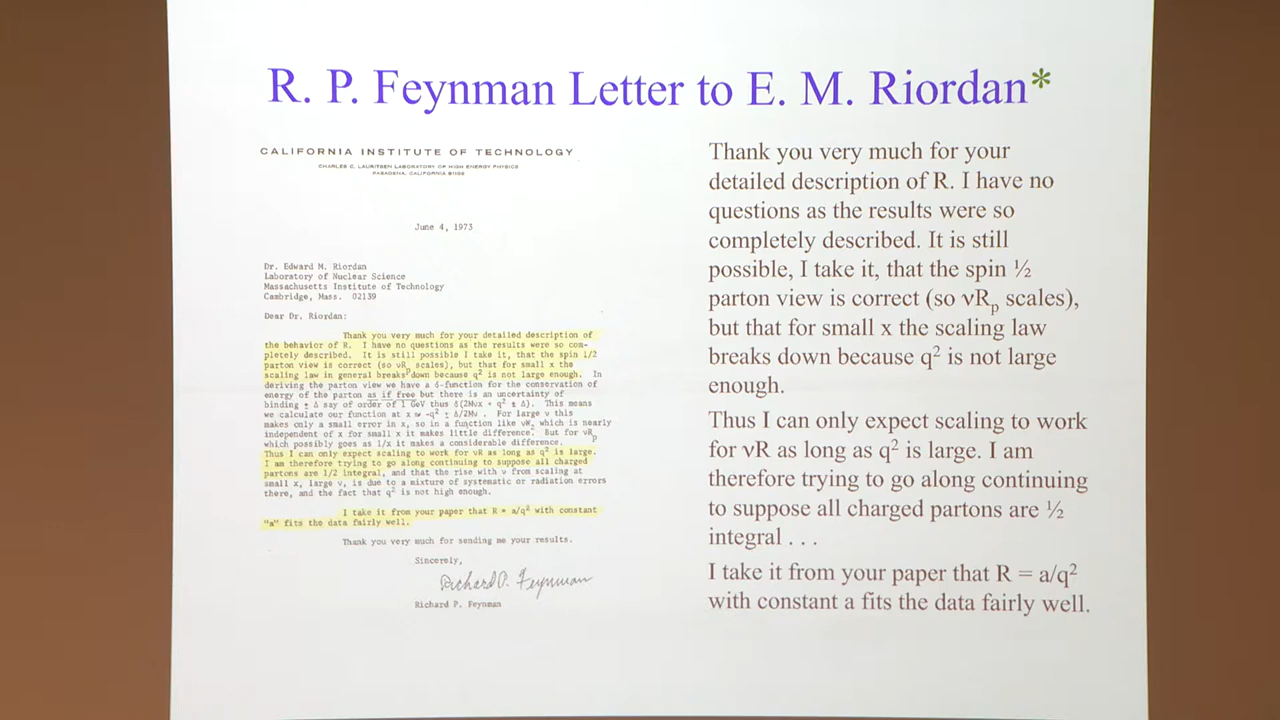 R. P. Feynman Letter to E. M. Riordan*
CALIFORNIA INSTITUTE OF TECHNOLOGY
CHARLES C. LAURITSEN LABORATORY OF HIGH ENERGY PHYSICS
PASADENA, CALIFORNIA 91109
June 4, 1973
Dr. Edward M. Riordan
Laboratory of Nuclear Science
Massachusetts Institute of Technology
Cambridge, Mass. 02139
Dear Dr. Riordan:
Thank you very much for your detailed description of
the behavior of R. I have no questions as the results were so com-
pletely described. It is still possible I take it, that the spin 1/2
parton view is correct (so νRp scales), but that for small x the
scaling law in general breaks down because q² is not large enough. In
deriving the parton view we have a δ-function for the conservation of
energy of the parton as if free but there is an uncertainty of
binding ± Δ say of order of 1 GeV thus δ(2Mνx + q² ± Δ). This means
we calculate our function at x ≈ -q² ± Δ/2Mν . For large ν this
makes only a small error in x, so in a function like νW₂ which is nearly
independent of x for small x it makes little difference. But for νRp
which possibly goes as 1/x it makes a considerable difference.
Thus I can only expect scaling to work for νR as long as q² is large.
I am therefore trying to go along continuing to suppose all charged
partons are 1/2 integral, and that the rise with ν from scaling at
small x, large ν, is due to a mixture of systematic or radiation errors
there, and the fact that q² is not high enough.
I take it from your paper that R = a/q² with constant
"a" fits the data fairly well.
Thank you very much for sending me your results.
Sincerely,
Richard P. Feynman
Richard P. Feynman
Thank you very much for your
detailed description of R. I have no
questions as the results were so
completely described. It is still
possible, I take it, that the spin ½
parton view is correct (so νRp scales),
but that for small x the scaling law
breaks down because q² is not large
enough.
Thus I can only expect scaling to work
for νR as long as q² is large. I am
therefore trying to go along continuing
to suppose all charged partons are ½
integral . . .
I take it from your paper that R = a/q²
with constant a fits the data fairly well.